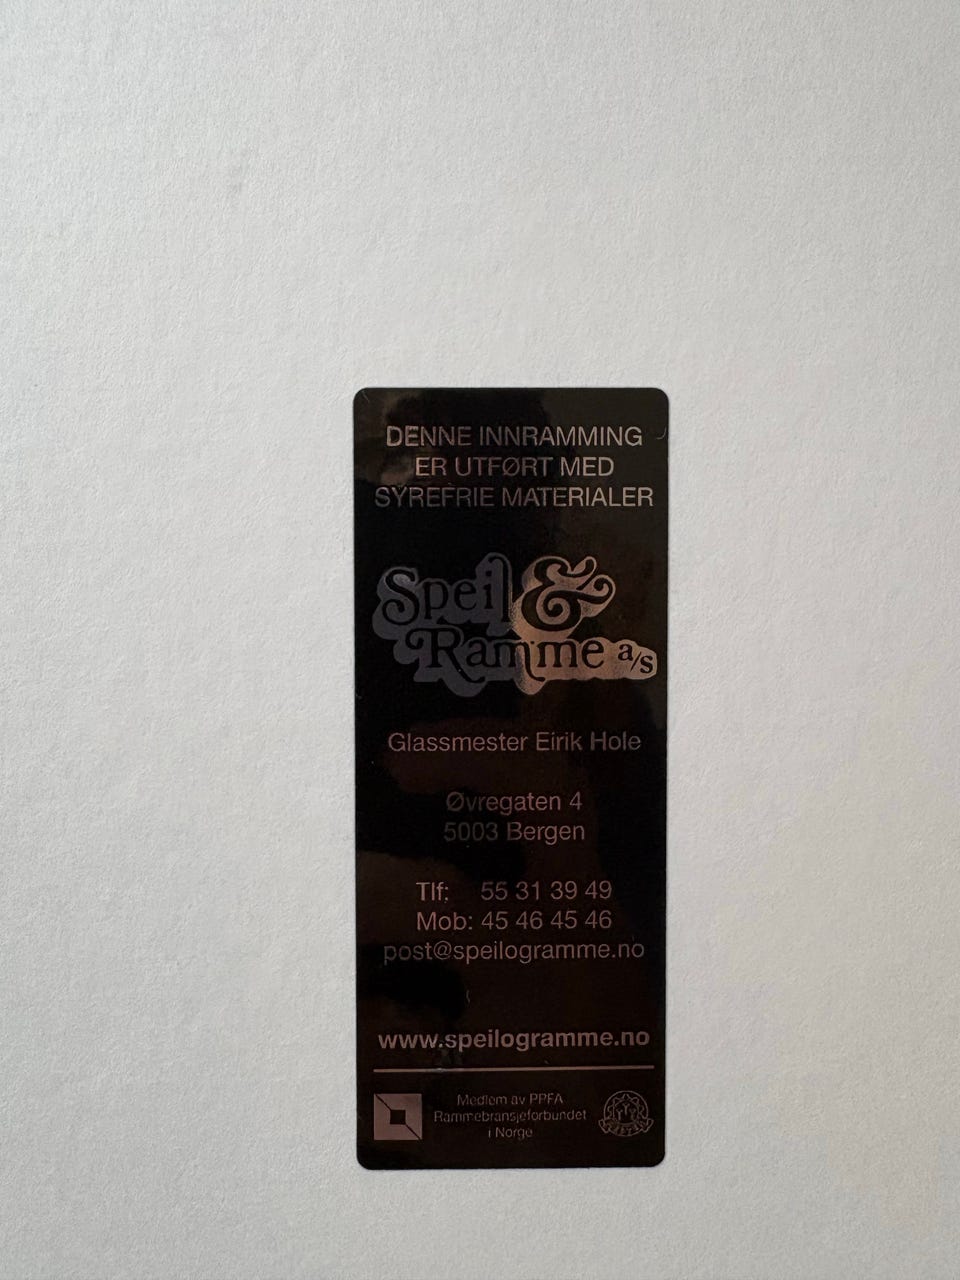 DENNE INNRAMMING
ER UTFØRT MED
SYREFRIE MATERIALER
Speil &
Ramme a/s
Glassmester Eirik Hole
Øvregaten 4
5003 Bergen
Tlf: 55 31 39 49
Mob: 45 46 45 46
post@speilogramme.no
www.speilogramme.no
Medlem av PPFA
Rammebransjeforbundet
i Norge